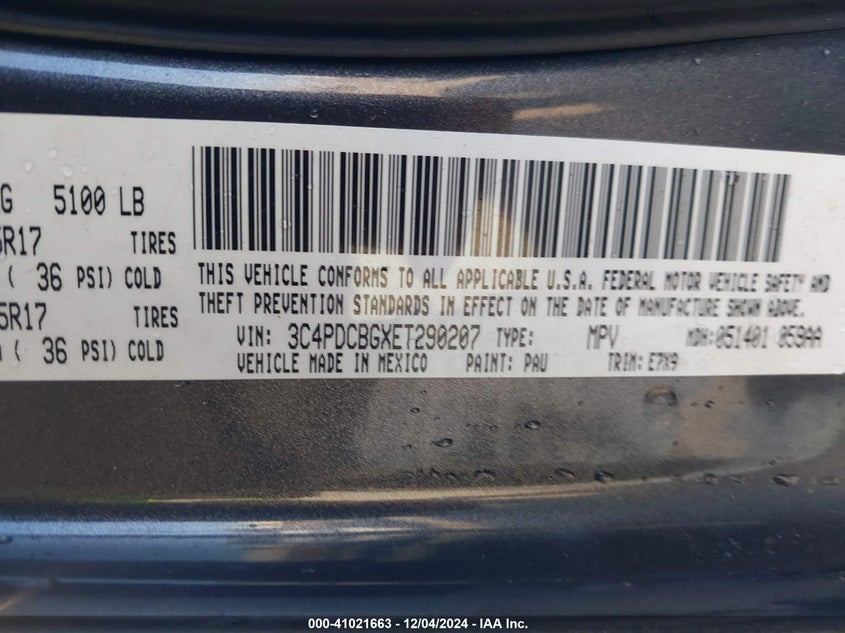 G 5100 LB
5R17 TIRES
( 36 PSI) COLD
5R17 TIRES
( 36 PSI) COLD
THIS VEHICLE CONFORMS TO ALL APPLICABLE U.S.A. FEDERAL MOTOR VEHICLE SAFETY AND
THEFT PREVENTION STANDARDS IN EFFECT ON THE DATE OF MANUFACTURE SHOWN ABOVE.
VIN: 3C4PDCBGXET290207 TYPE: MPV MDH:051401 059AA
VEHICLE MADE IN MEXICO PAINT: PAU TRIM: E7X9
000-41021663 - 12/04/2024 - IAA Inc.